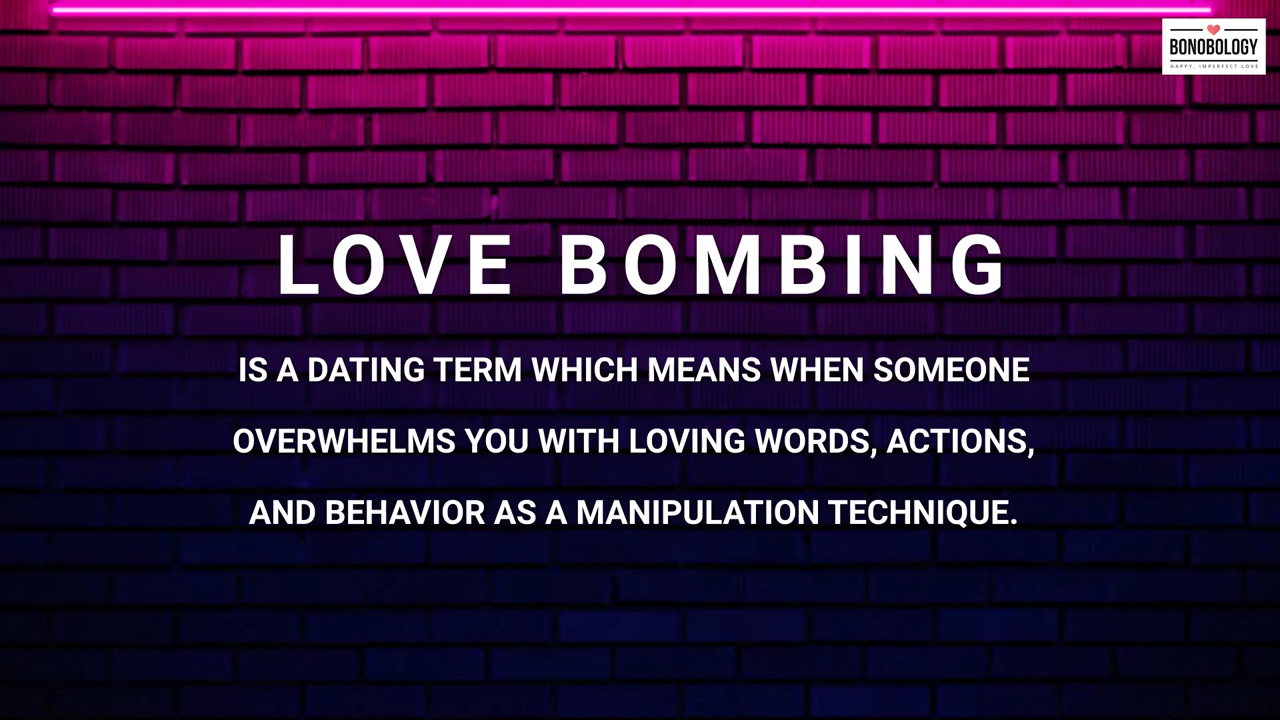 BONOBOLOGY
HAPPY. IMPERFECT LOVE
LOVE BOMBING
IS A DATING TERM WHICH MEANS WHEN SOMEONE
OVERWHELMS YOU WITH LOVING WORDS, ACTIONS,
AND BEHAVIOR AS A MANIPULATION TECHNIQUE.